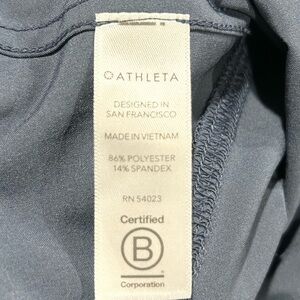 ATHLETA
DESIGNED IN
SAN FRANCISCO
MADE IN VIETNAM
86% POLYESTER
14% SPANDEX
RN 54023
Certified
B
Corporation